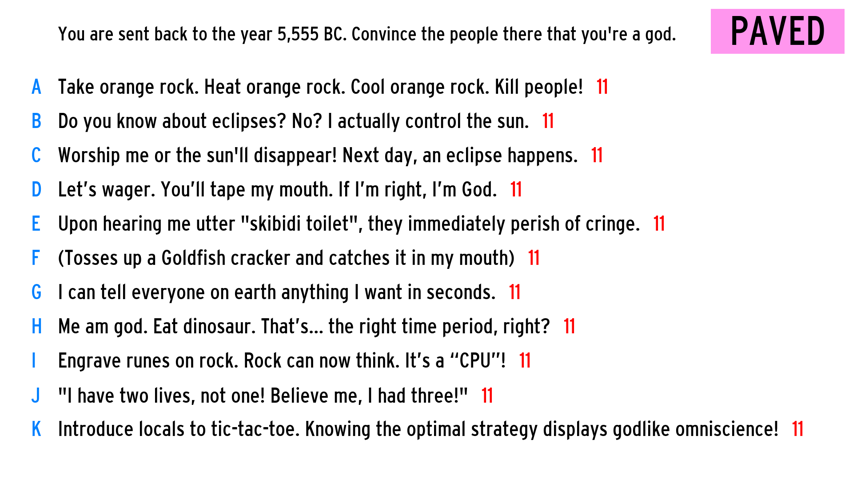 You are sent back to the year 5,555 BC. Convince the people there that you're a god.
PAVED
A Take orange rock. Heat orange rock. Cool orange rock. Kill people! 11
B Do you know about eclipses? No? I actually control the sun. 11
C Worship me or the sun'll disappear! Next day, an eclipse happens. 11
D Let’s wager. You’ll tape my mouth. If I’m right, I’m God. 11
E Upon hearing me utter "skibidi toilet", they immediately perish of cringe. 11
F (Tosses up a Goldfish cracker and catches it in my mouth) 11
G I can tell everyone on earth anything I want in seconds. 11
H Me am god. Eat dinosaur. That’s... the right time period, right? 11
I Engrave runes on rock. Rock can now think. It’s a “CPU”! 11
J "I have two lives, not one! Believe me, I had three!" 11
K Introduce locals to tic-tac-toe. Knowing the optimal strategy displays godlike omniscience! 11